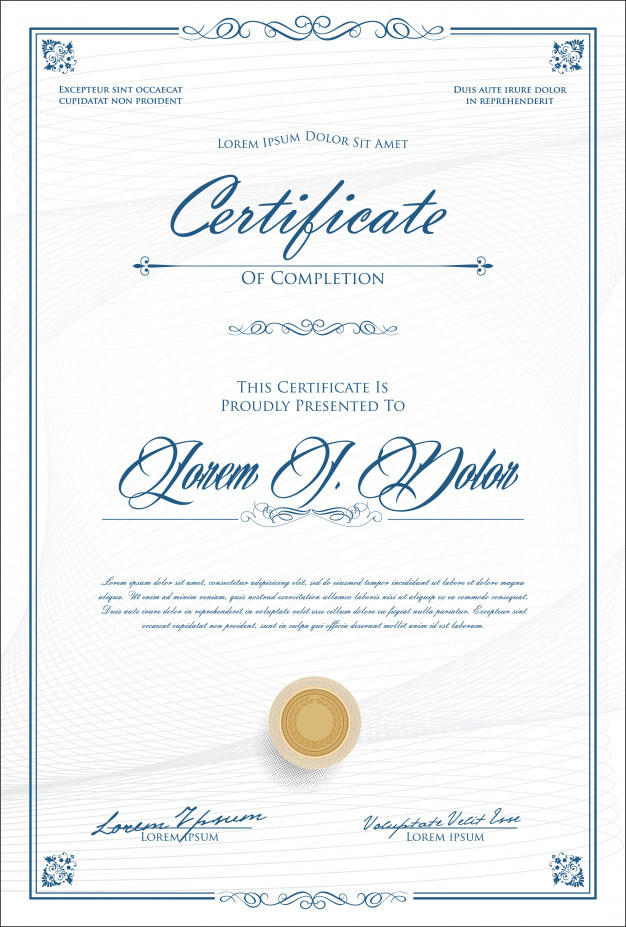 EXCEPTEUR SINT OCCAECAT
CUPIDATAT NON PROIDENT
DUIS AUTE IRURE DOLOR
IN REPREHENDERIT
LOREM IPSUM DOLOR SIT AMET
Certificate
OF COMPLETION
THIS CERTIFICATE IS
PROUDLY PRESENTED TO
Lorem I. Dolor
Lorem ipsum dolor sit amet, consectetur adipisicing elit, sed do eiusmod tempor incididunt ut labore et dolore magna
aliqua. Ut enim ad minim veniam, quis nostrud exercitation ullamco laboris nisi ut aliquip ex ea commodo consequat.
Duis aute irure dolor in reprehenderit in voluptate velit esse cillum dolore eu fugiat nulla pariatur. Excepteur sint
occaecat cupidatat non proident, sunt in culpa qui officia deserunt mollit anim id est laborum.
Lorem Ipsum
LOREM IPSUM
Voluptate Velit Esse
LOREM IPSUM